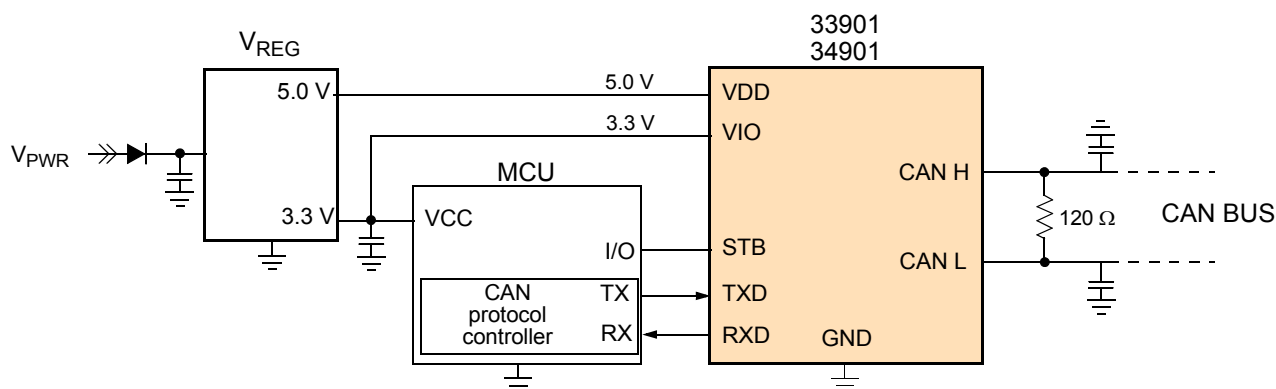 33901
34901
VREG
5.0 V
5.0 V
VDD
3.3 V
VIO
VPWR
MCU
CAN H
3.3 V
VCC
120 Ω
CAN BUS
I/O
STB
CAN L
CAN
protocol
controller
TX
TXD
RX
RXD
GND